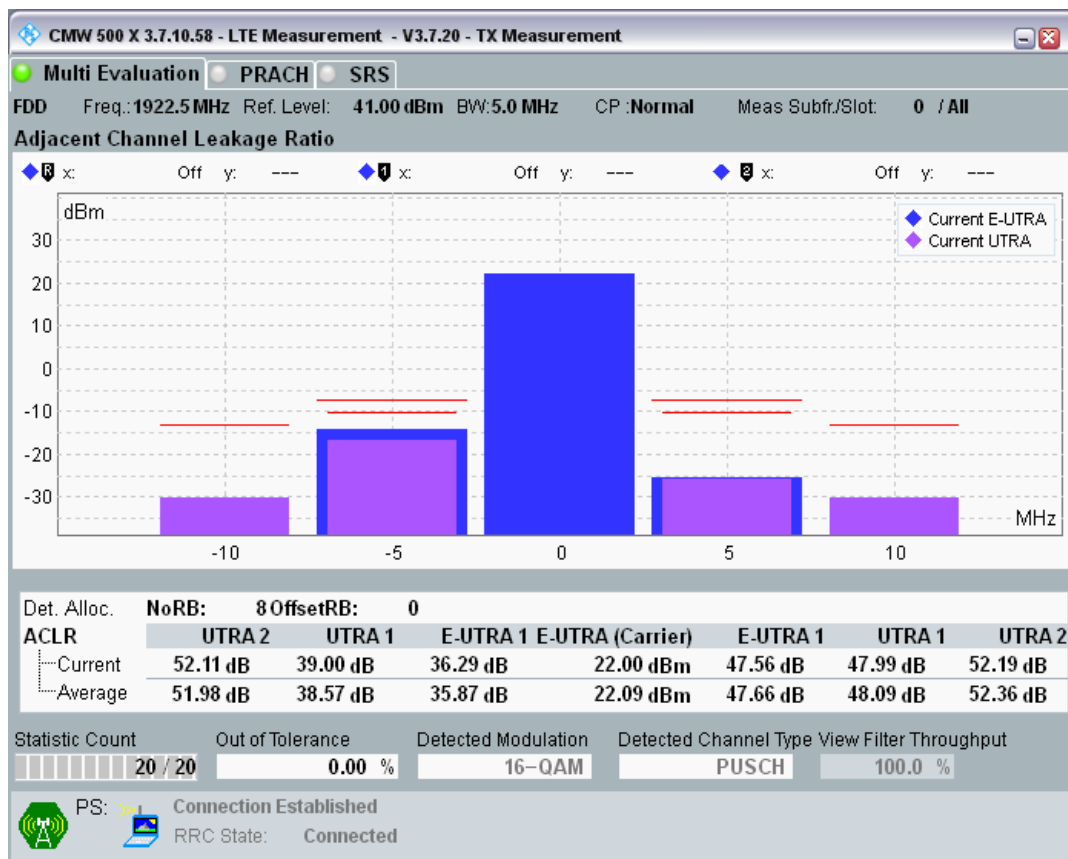 CMW 500 X 3.7.10.58 - LTE Measurement - V3.7.20 - TX Measurement
Multi Evaluation PRACH SRS
FDD Freq.:1922.5 MHz Ref. Level: 41.00 dBm BW:5.0 MHz CP :Normal Meas Subfr./Slot: 0 / All
Adjacent Channel Leakage Ratio
R x: Off y: --- 1 x: Off y: --- 2 x: Off y: ---
dBm
Current E-UTRA
Current UTRA
30
20
10
0
-10
-20
-30
MHz
-10 -5 0 5 10
Det. Alloc. NoRB: 8 OffsetRB: 0
ACLR UTRA 2 UTRA 1 E-UTRA 1 E-UTRA (Carrier) E-UTRA 1 UTRA 1 UTRA 2
Current 52.11 dB 39.00 dB 36.29 dB 22.00 dBm 47.56 dB 47.99 dB 52.19 dB
Average 51.98 dB 38.57 dB 35.87 dB 22.09 dBm 47.66 dB 48.09 dB 52.36 dB
Statistic Count Out of Tolerance Detected Modulation Detected Channel Type View Filter Throughput
20 / 20 0.00 % 16-QAM PUSCH 100.0 %
PS: Connection Established
RRC State: Connected